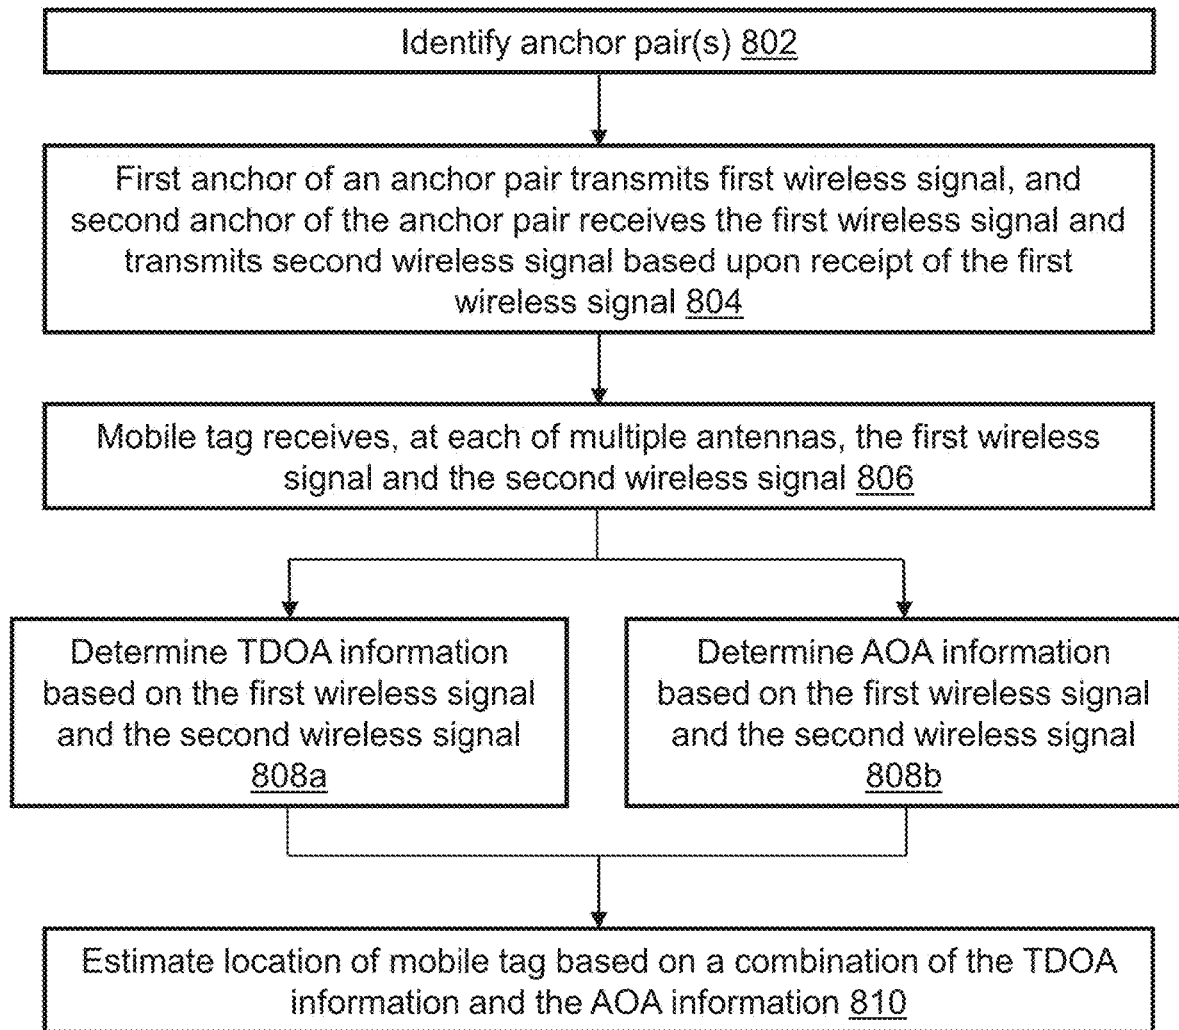 Identify anchor pair(s) 802
First anchor of an anchor pair transmits first wireless signal, and
second anchor of the anchor pair receives the first wireless signal and
transmits second wireless signal based upon receipt of the first
wireless signal 804
Mobile tag receives, at each of multiple antennas, the first wireless
signal and the second wireless signal 806
Determine TDOA information
based on the first wireless signal
and the second wireless signal
808a
Determine AOA information
based on the first wireless signal
and the second wireless signal
808b
Estimate location of mobile tag based on a combination of the TDOA
information and the AOA information 810